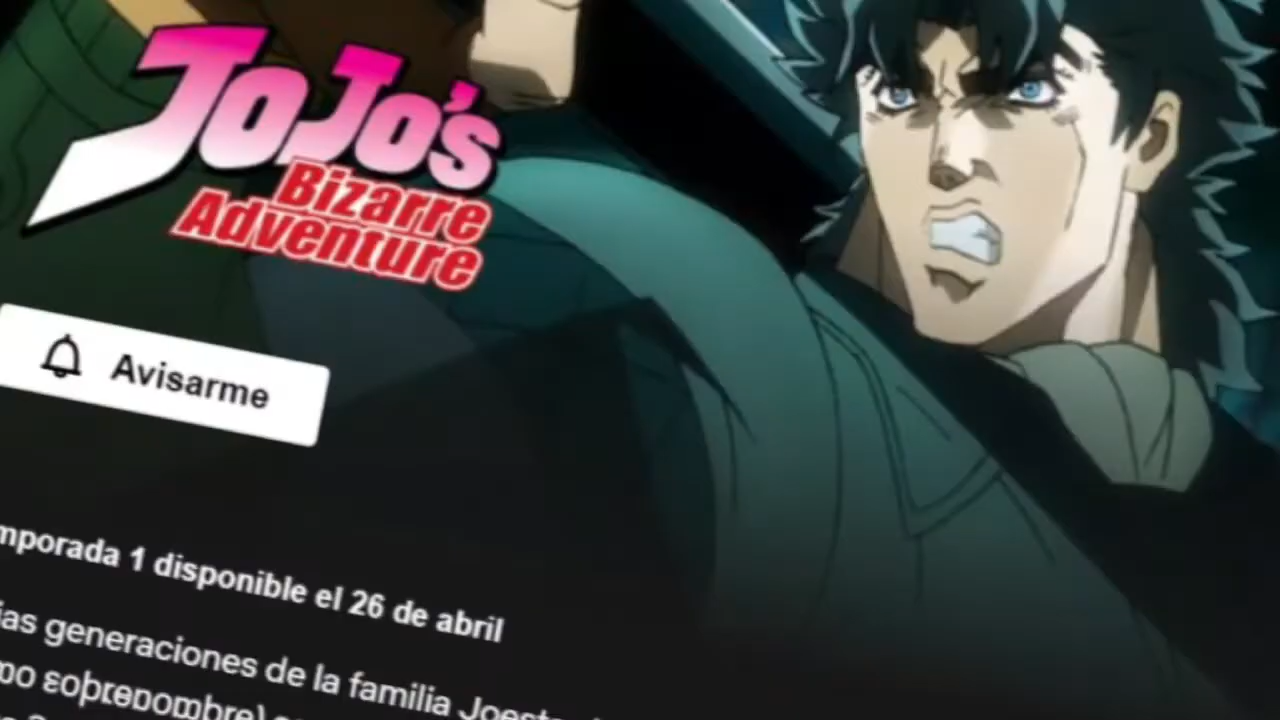 JoJo's
Bizarre
Adventure
Avisarme
mporada 1 disponible el 26 de abril
ias generaciones de la familia